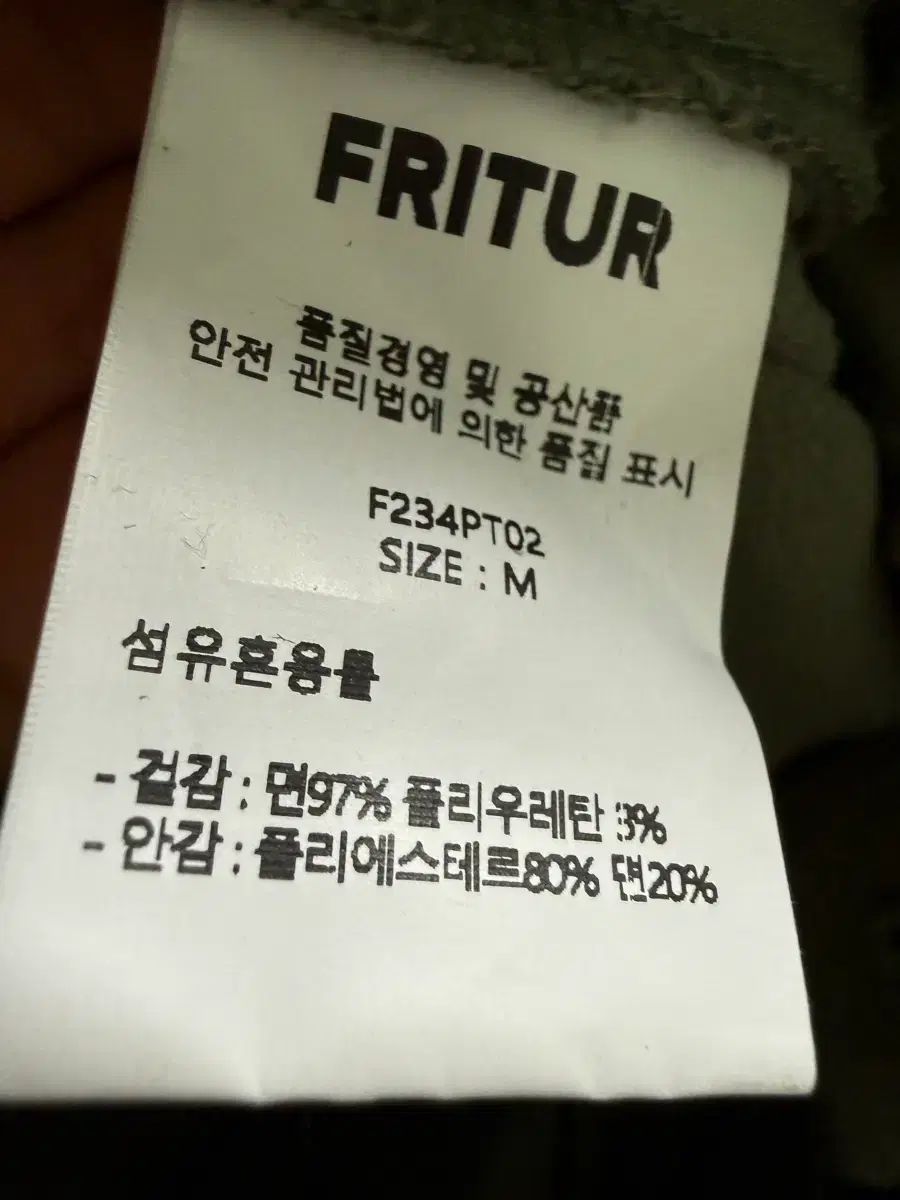 FRITUR
품질경영 및 공산품
안전 관리법에 의한 품질 표시
F234PT02
SIZE : M
섬유혼용률
- 겉감 : 면97% 폴리우레탄 3%
- 안감 : 폴리에스테르80% 면20%